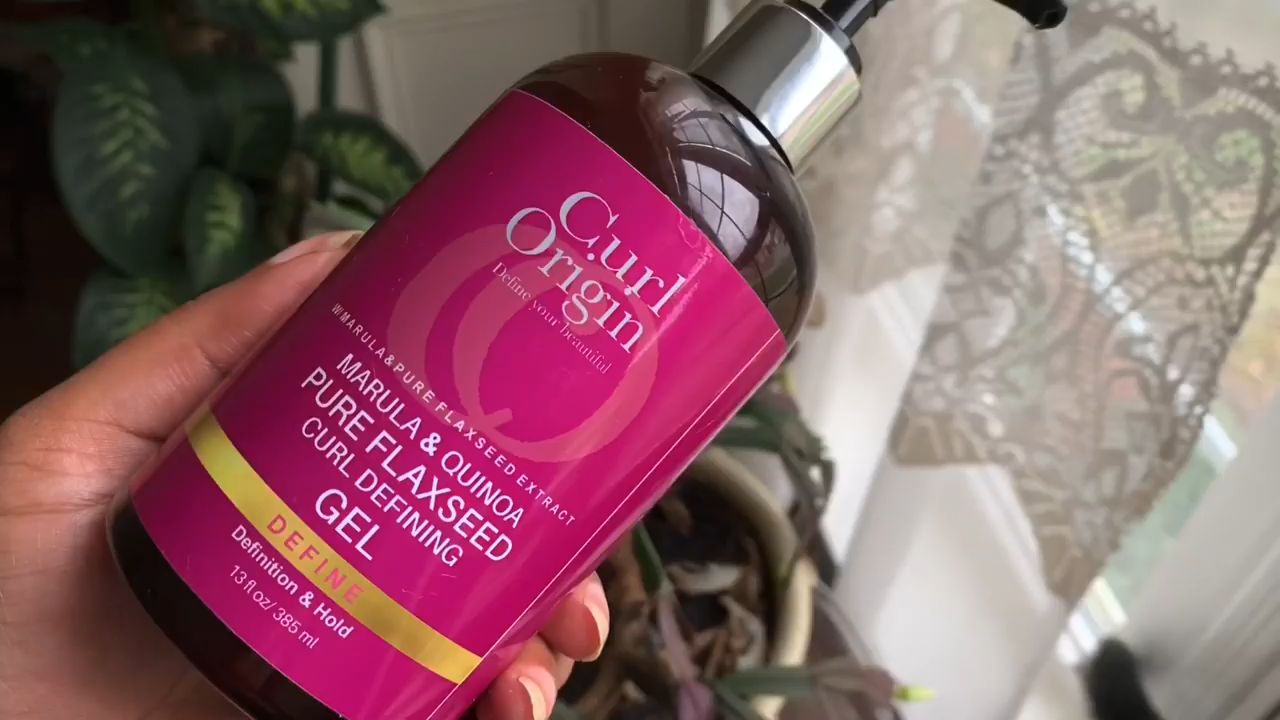 Curl
Origin
Define your beautiful
W/MARULA&PURE FLAXSEED EXTRACT
MARULA & QUINOA
PURE FLAXSEED
CURL DEFINING
GEL
DEFINE
Definition & Hold
13 fl oz/385 ml